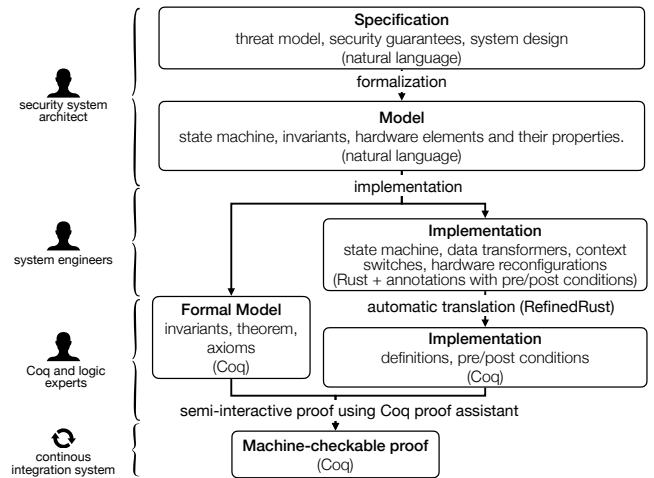 Specification
threat model, security guarantees, system design
(natural language)
formalization
security system
architect
Model
state machine, invariants, hardware elements and their properties.
(natural language)
implementation
system engineers
Implementation
state machine, data transformers, context
switches, hardware reconfigurations
(Rust + annotations with pre/post conditions)
automatic translation (RefinedRust)
Formal Model
invariants, theorem,
axioms
(Coq)
Implementation
definitions, pre/post conditions
(Coq)
Coq and logic
experts
semi-interactive proof using Coq proof assistant
continous
integration system
Machine-checkable proof
(Coq)